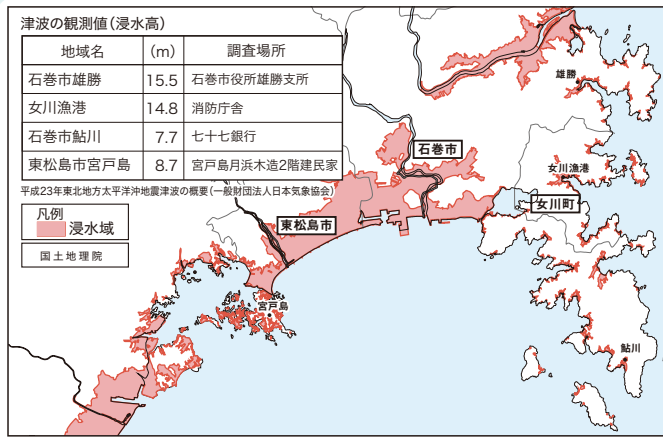 津波の観測値(浸水高)
地域名 (m) 調査場所
石巻市雄勝 15.5 石巻市役所雄勝支所
女川漁港 14.8 消防庁舎
石巻市鮎川 7.7 七十七銀行
東松島市宮戸島 8.7 宮戸島月浜木造2階建民家
平成23年東北地方太平洋沖地震津波の概要(一般財団法人日本気象協会)
凡例
浸水域
国土地理院
雄勝
石巻市
女川漁港
女川町
東松島市
宮戸島
鮎川